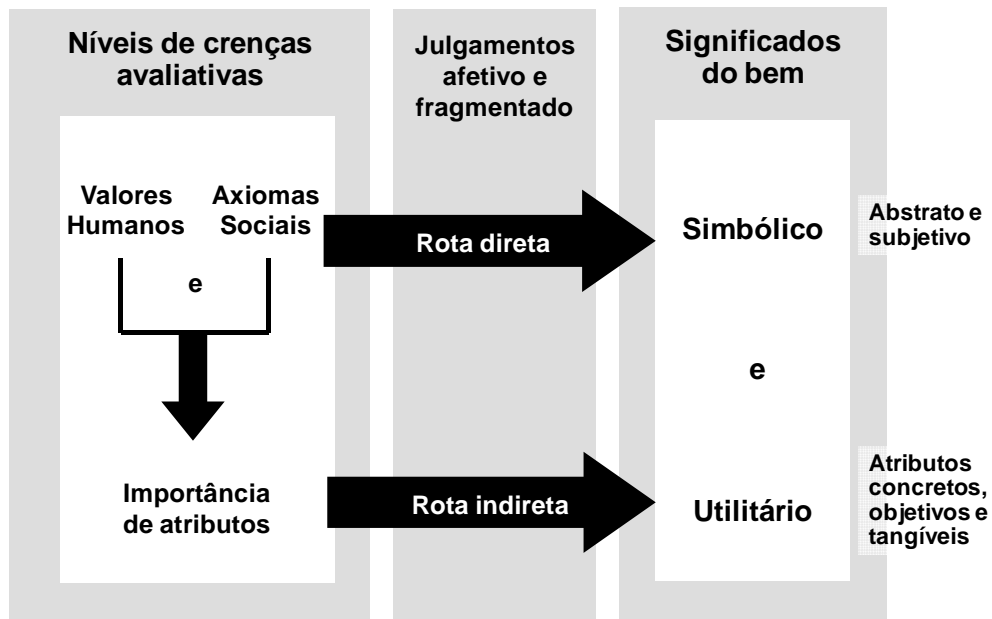 Níveis de crenças
avaliativas
Julgamentos
afetivo e
fragmentado
Significados
do bem
Valores
Humanos
e
Axiomas
Sociais
Rota direta
Simbólico
Abstrato e
subjetivo
e
Importância
de atributos
Rota indireta
Utilitário
Atributos
concretos,
objetivos e
tangíveis